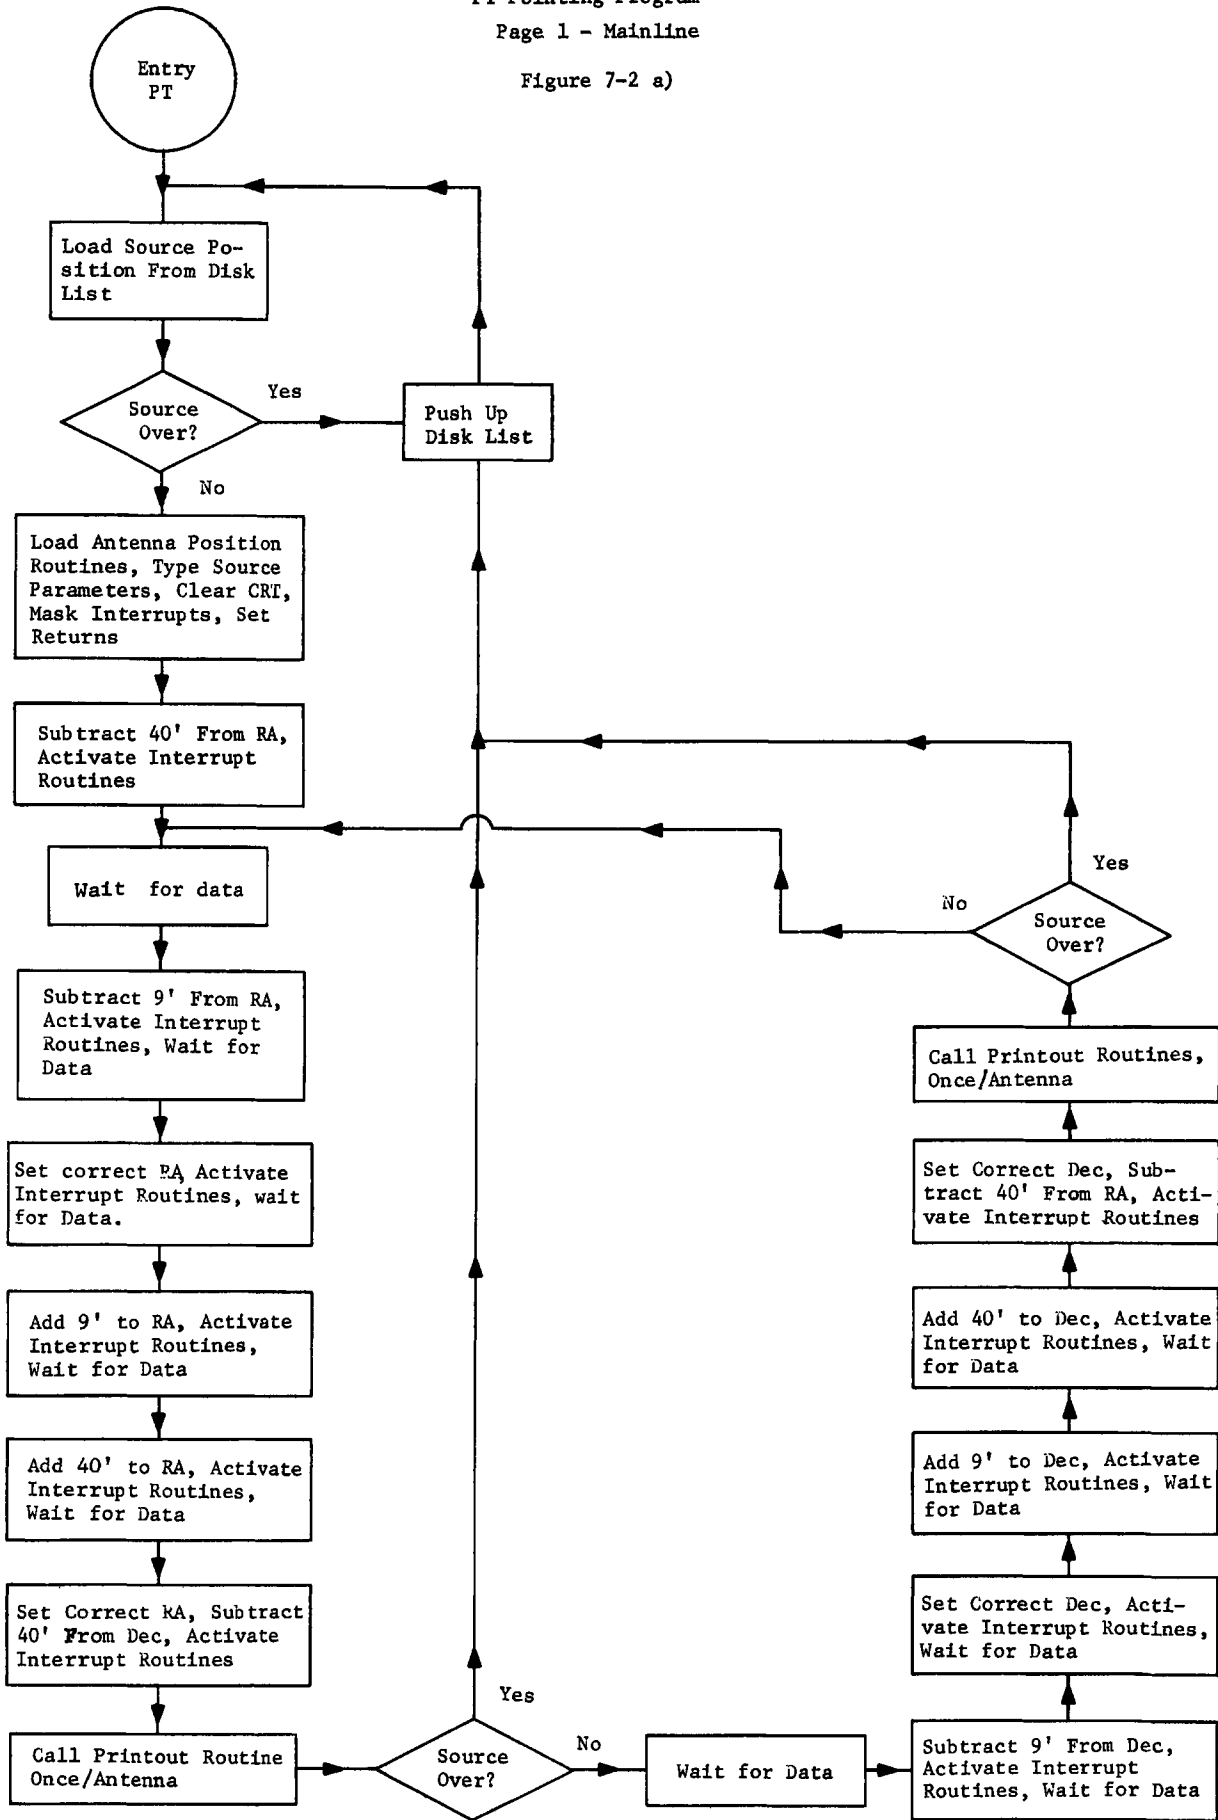 PT Pointing Program
Page 1 - Mainline
Figure 7-2 a)
Entry
PT
Load Source Po-
sition From Disk
List
Source
Over?
Yes
Push Up
Disk List
No
Load Antenna Position
Routines, Type Source
Parameters, Clear CRT,
Mask Interrupts, Set
Returns
Subtract 40' From RA,
Activate Interrupt
Routines
Wait for data
Subtract 9' From RA,
Activate Interrupt
Routines, Wait for
Data
Set correct RA, Activate
Interrupt Routines, wait
for Data.
Add 9' to RA, Activate
Interrupt Routines,
Wait for Data
Add 40' to RA, Activate
Interrupt Routines,
Wait for Data
Set Correct RA, Subtract
40' From Dec, Activate
Interrupt Routines
Call Printout Routine
Once/Antenna
Source
Over?
Yes
No
Wait for Data
Subtract 9' From Dec,
Activate Interrupt
Routines, Wait for Data
Set Correct Dec, Acti-
vate Interrupt Routines,
Wait for Data
Add 9' to Dec, Activate
Interrupt Routines, Wait
for Data
Add 40' to Dec, Activate
Interrupt Routines, Wait
for Data
Set Correct Dec, Sub-
tract 40' From RA, Acti-
vate Interrupt Routines
Call Printout Routines,
Once/Antenna
Source
Over?
Yes
No